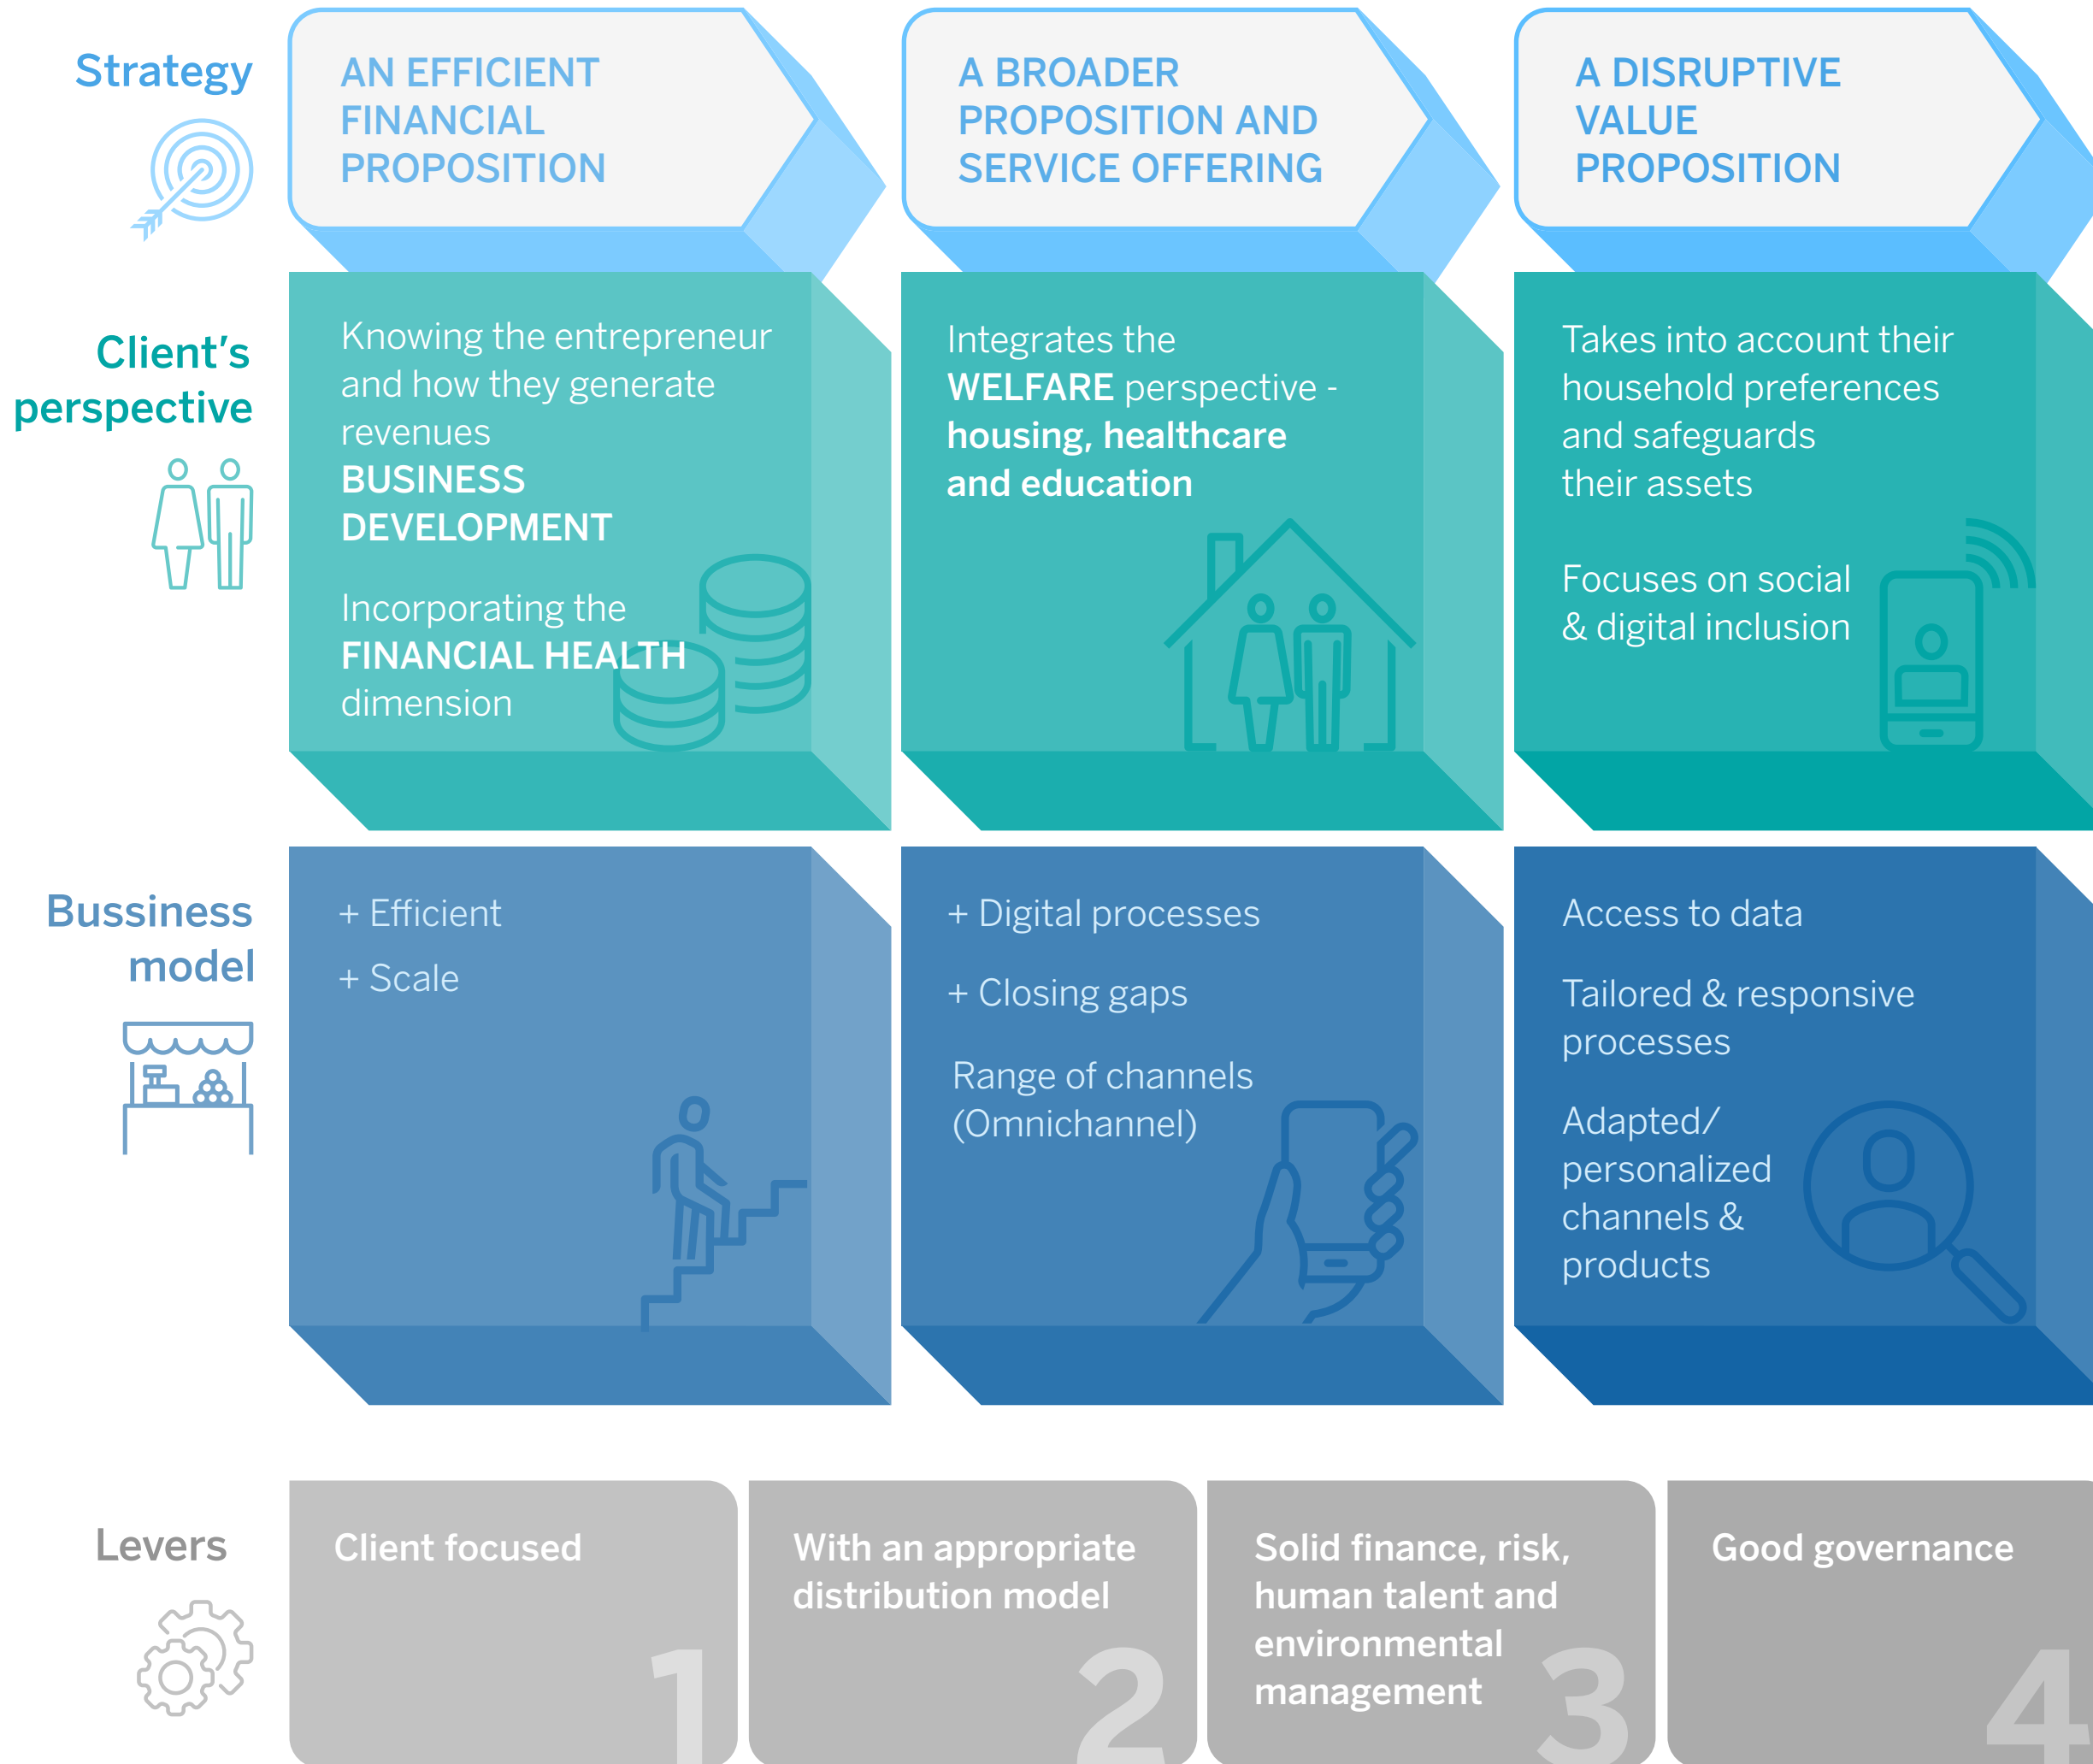 Strategy
AN EFFICIENT
FINANCIAL
PROPOSITION
A BROADER
PROPOSITION AND
SERVICE OFFERING
A DISRUPTIVE
VALUE
PROPOSITION
Client's
perspective
Knowing the entrepreneur
and how they generate
revenues
BUSINESS
DEVELOPMENT
Incorporating the
FINANCIAL HEALTH
dimension
Integrates the
WELFARE perspective -
housing, healthcare
and education
Takes into account their
household preferences
and safeguards
their assets
Focuses on social
& digital inclusion
Bussiness
model
+ Efficient
+ Scale
+ Digital processes
+ Closing gaps
Range of channels
(Omnichannel)
Access to data
Tailored & responsive
processes
Adapted/
personalized
channels &
products
Levers
Client focused
1
With an appropriate
distribution model
2
Solid finance, risk,
human talent and
environmental
management
3
Good governance
4